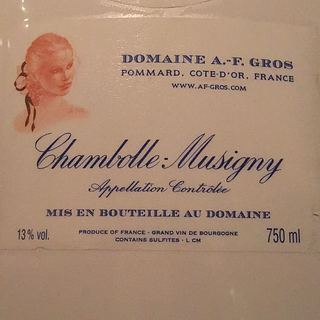 DOMAINE A.-F. GROS
POMMARD, COTE-D'OR, FRANCE
WWW.AF-GROS.COM
Chambolle-Musigny
Appellation Contrôlée
MIS EN BOUTEILLE AU DOMAINE
13% vol.
PRODUCE OF FRANCE - GRAND VIN DE BOURGOGNE
CONTAINS SULFITES - L CM
750 ml